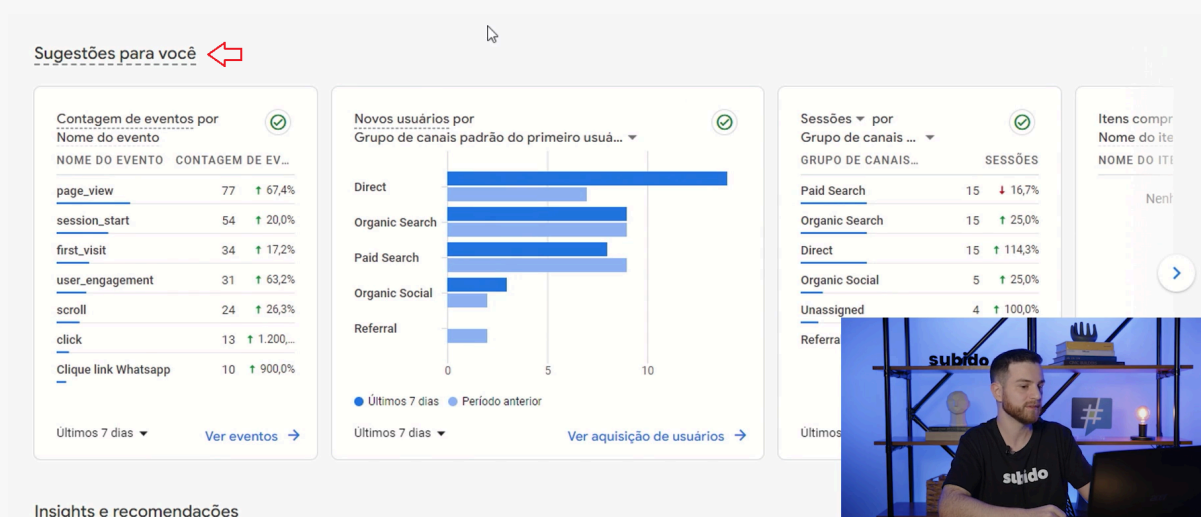 Sugestões para você
Contagem de eventos por
Nome do evento
NOME DO EVENTO CONTAGEM DE EV...
page_view 77 ↑ 67,4%
session_start 54 ↑ 20,0%
first_visit 34 ↑ 17,2%
user_engagement 31 ↑ 63,2%
scroll 24 ↑ 26,3%
click 13 ↑ 1.200,...
Clique link Whatsapp 10 ↑ 900,0%
Últimos 7 dias
Ver eventos
Novos usuários por
Grupo de canais padrão do primeiro usuá...
Direct
Organic Search
Paid Search
Organic Social
Referral
0 5 10
Últimos 7 dias Período anterior
Últimos 7 dias
Ver aquisição de usuários
Sessões por
Grupo de canais ...
GRUPO DE CANAIS... SESSÕES
Paid Search 15 ↓ 16,7%
Organic Search 15 ↑ 25,0%
Direct 15 ↑ 114,3%
Organic Social 5 ↑ 25,0%
Unassigned 4 ↑ 100,0%
Referra
Últimos
Itens compr
Nome do ite
NOME DO ITE
Nenh
subido
#
subido
Insights e recomendações